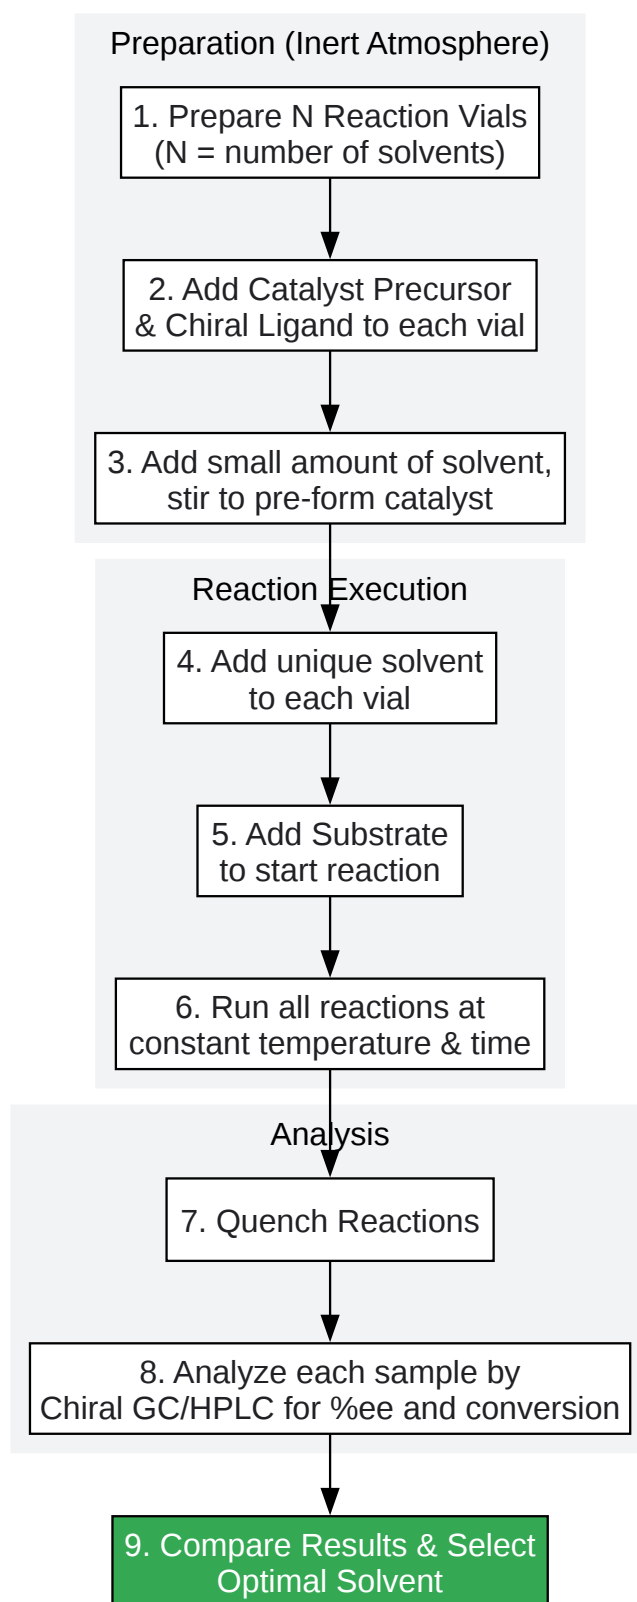 Preparation (Inert Atmosphere)
1. Prepare N Reaction Vials
(N = number of solvents)
2. Add Catalyst Precursor
& Chiral Ligand to each vial
3. Add small amount of solvent,
stir to pre-form catalyst
Reaction Execution
4. Add unique solvent
to each vial
5. Add Substrate
to start reaction
6. Run all reactions at
constant temperature & time
Analysis
7. Quench Reactions
8. Analyze each sample by
Chiral GC/HPLC for %ee and conversion
9. Compare Results & Select
Optimal Solvent